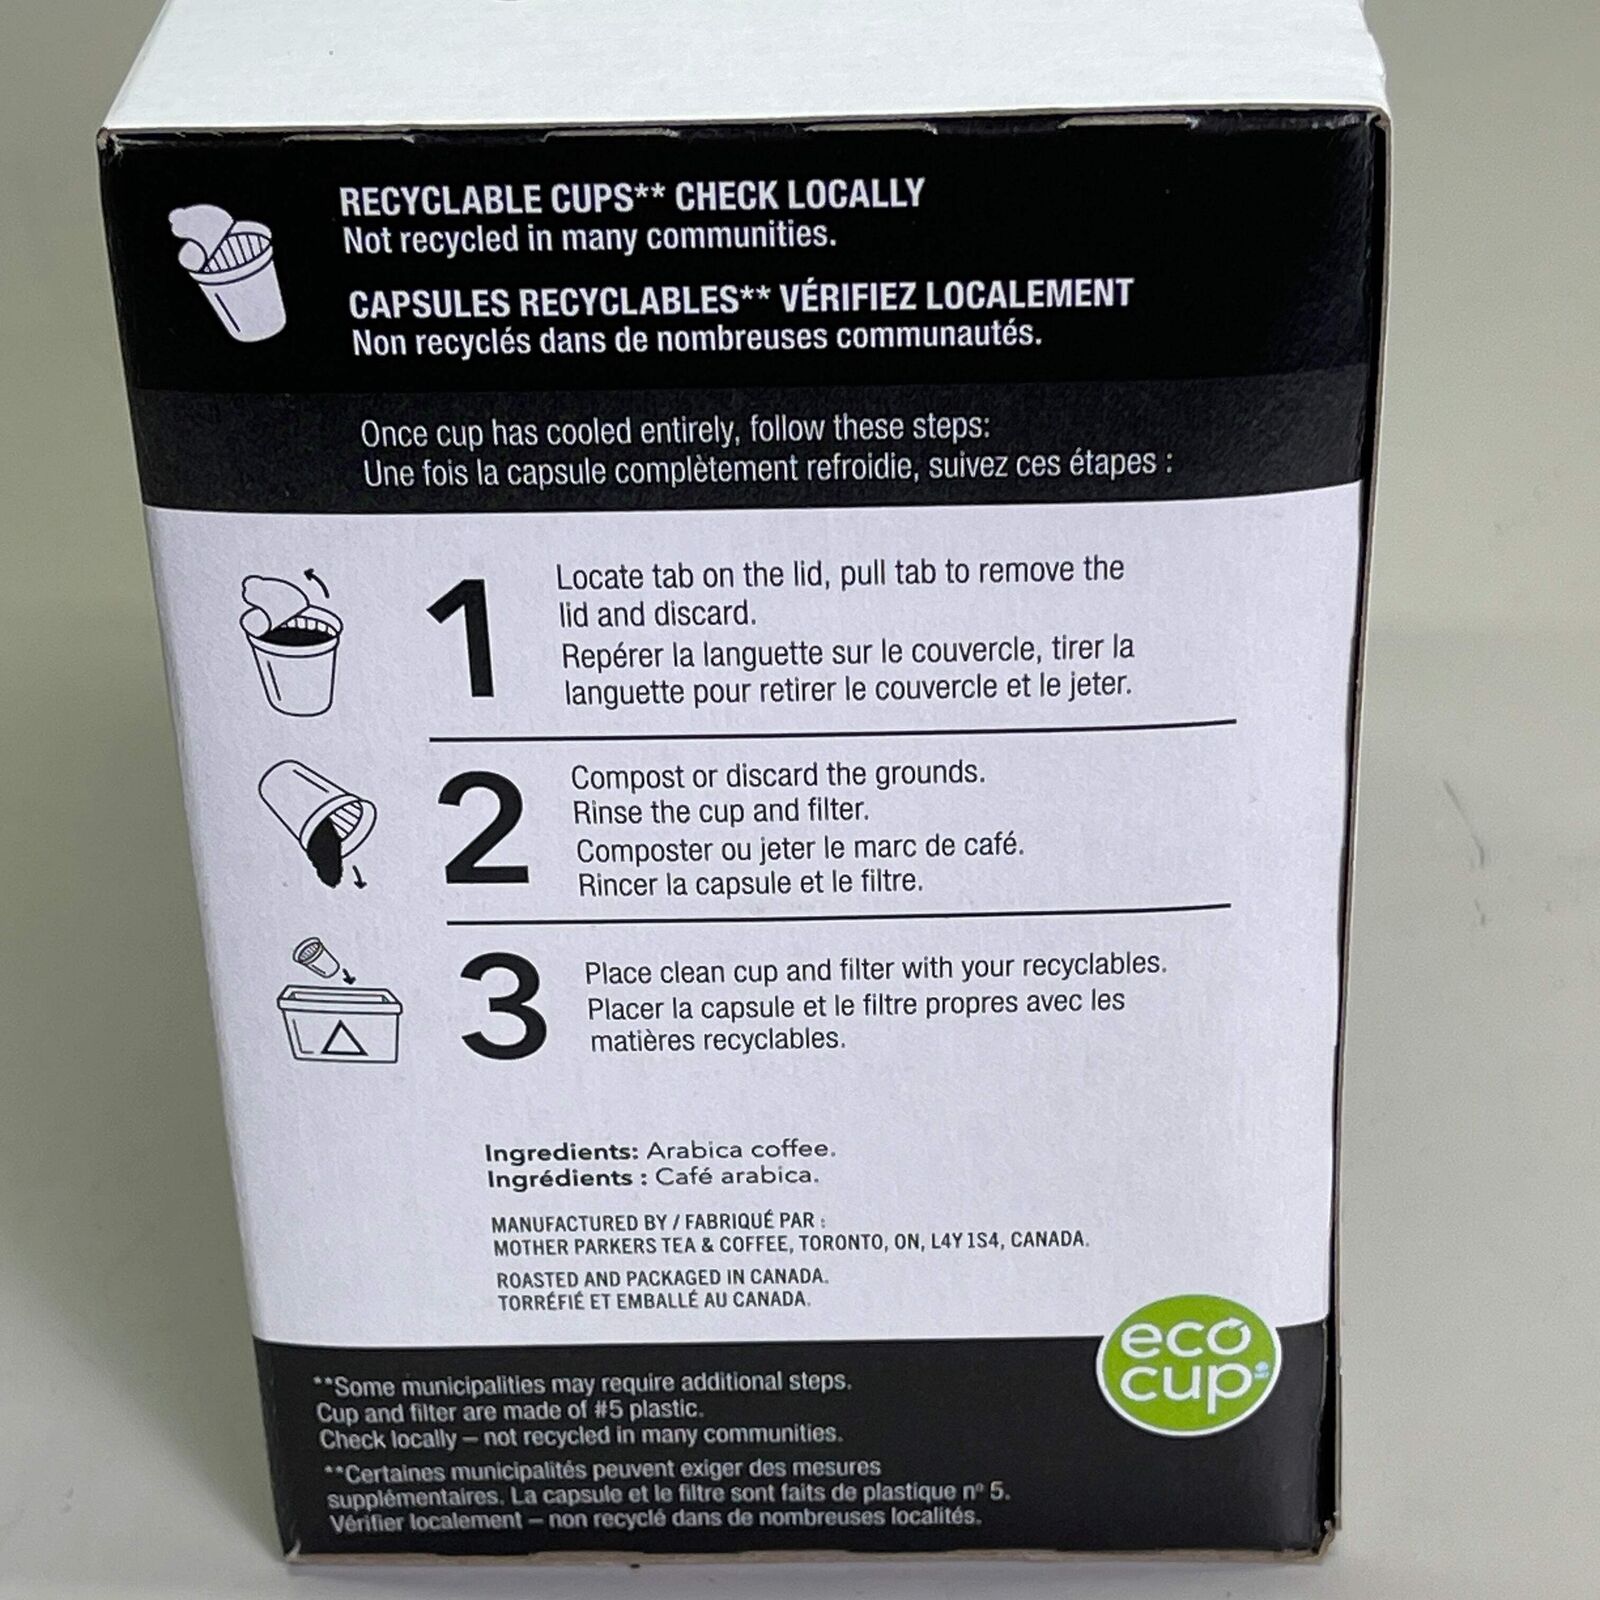 RECYCLABLE CUPS** CHECK LOCALLY
Not recycled in many communities.
CAPSULES RECYCLABLES** VÉRIFIEZ LOCALEMENT
Non recyclés dans de nombreuses communautés.
Once cup has cooled entirely, follow these steps:
Une fois la capsule complètement refroidie, suivez ces étapes :
1
Locate tab on the lid, pull tab to remove the
lid and discard.
Repérer la languette sur le couvercle, tirer la
languette pour retirer le couvercle et le jeter.
2
Compost or discard the grounds.
Rinse the cup and filter.
Composter ou jeter le marc de café.
Rincer la capsule et le filtre.
3
Place clean cup and filter with your recyclables.
Placer la capsule et le filtre propres avec les
matières recyclables.
Ingredients: Arabica coffee.
Ingrédients : Café arabica.
MANUFACTURED BY / FABRIQUÉ PAR :
MOTHER PARKERS TEA & COFFEE, TORONTO, ON, L4Y 1S4, CANADA.
ROASTED AND PACKAGED IN CANADA.
TORRÉFIÉ ET EMBALLÉ AU CANADA.
eco
cup
**Some municipalities may require additional steps.
Cup and filter are made of #5 plastic.
Check locally – not recycled in many communities.
**Certaines municipalités peuvent exiger des mesures
supplémentaires. La capsule et le filtre sont faits de plastique nº 5.
Vérifier localement – non recyclé dans de nombreuses localités.